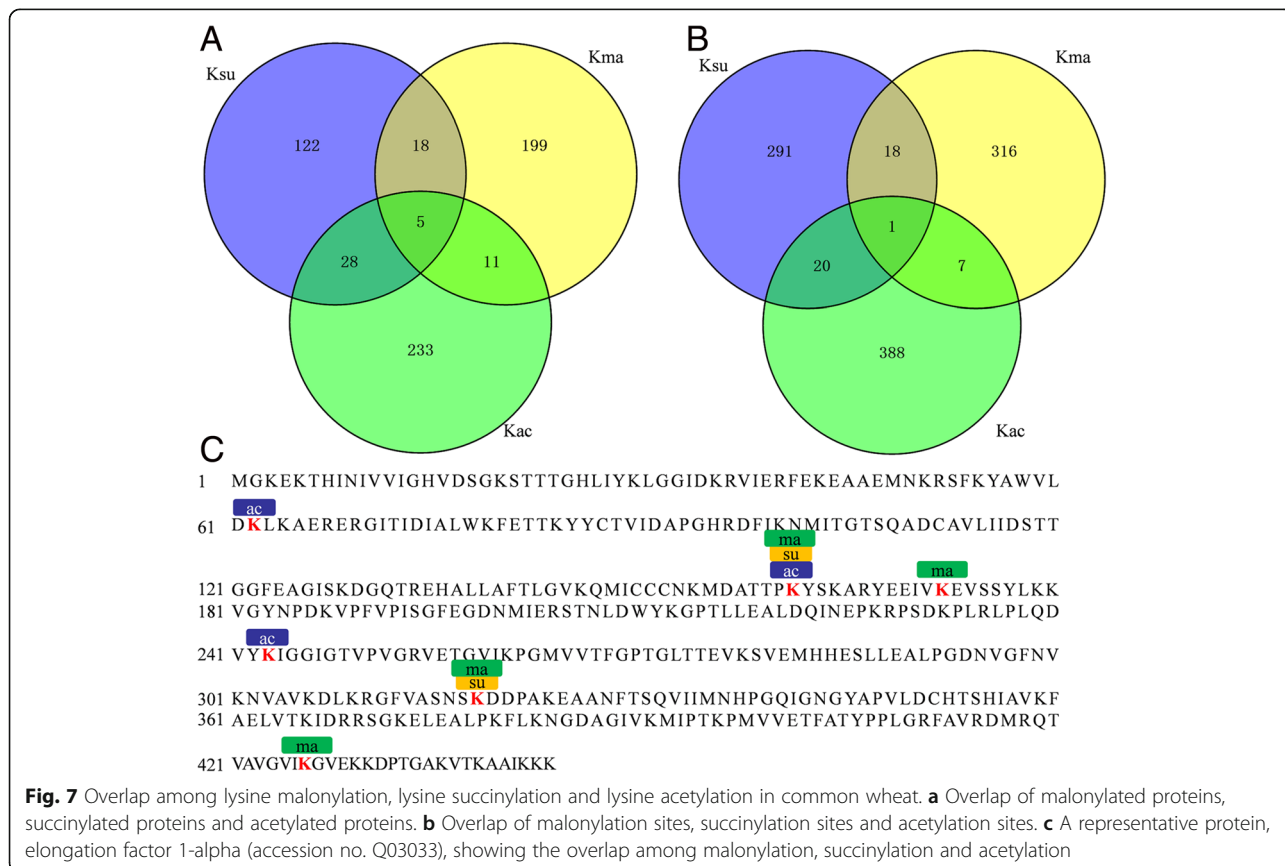 A
B
Ksu
Kma
Ksu
Kma
122
18
199
291
18
316
5
1
28
11
20
7
233
388
Kac
Kac
C
1 MGKEKTHINIVVIGHVDSGKSTTTGHLIYKLGGIDKRVIERFEKEAAEMNKRSFKYAWVL
ac
61 DKLKAERERGITIDIALWKFETTKYYCTVIDAPGHRDFIKNMITGTSQADCAVLIIDSTT
ma
su
ac ma
121 GGFEAGISKDGQTREHALLAFTLGVKQMICCCNKMDATTPKYSKARYEEIVKEVSSYLKK
181 VGYNPDKVPFVPISGFEGDNMIERSTNLDWYKGPTLLEALDQINEPKRPSDKPLRLPLQD
ac
241 VYKIGGIGTVPVGRVETGVIKPGMVVTFGPTGLTTEVKSVEMHHESLLEALPGDNVGFNV
ma
su
301 KNVAVKDLKRGFVASNSKDDPAKEAANFTSQVIIMNHPGQIGNGYAPVLDCHTSHIAVKF
361 AELVTKIDRRSGKELEALPKFLKNGDAGIVKMIPTKPMVVETFATYPPLGRFAVRDMRQT
ma
421 VAVGVIKGVEKKDPTGAKVTKAAIKKK
Fig. 7 Overlap among lysine malonylation, lysine succinylation and lysine acetylation in common wheat. a Overlap of malonylated proteins,
succinylated proteins and acetylated proteins. b Overlap of malonylation sites, succinylation sites and acetylation sites. c A representative protein,
elongation factor 1-alpha (accession no. Q03033), showing the overlap among malonylation, succinylation and acetylation